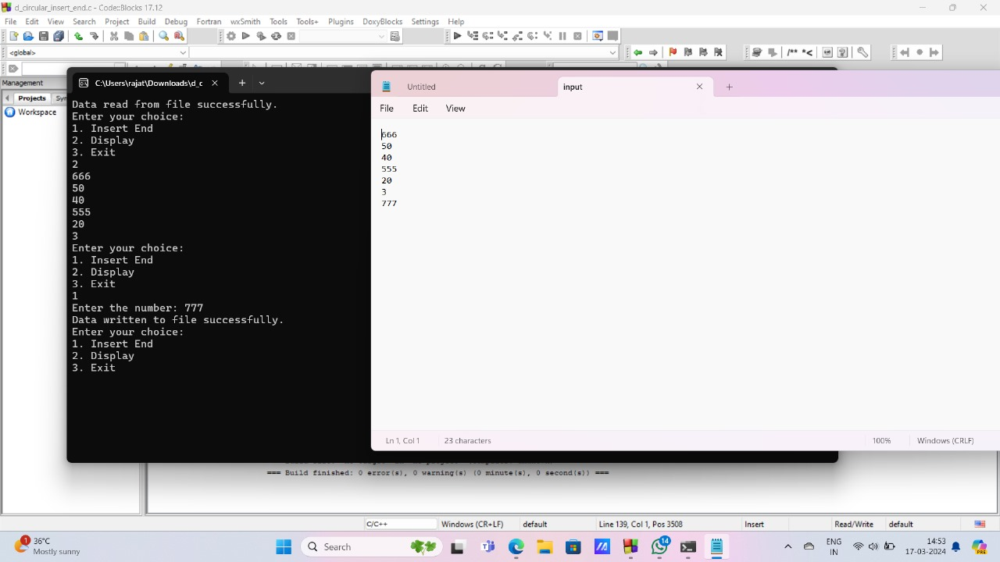 d_circular_insert_end.c - Code::Blocks 17.12
File Edit View Search Project Build Debug Fortran wxSmith Tools Tools+ Plugins DoxyBlocks Settings Help
<global>
/** *<
Management
Projects
Workspace
C:\Users\rajat\Downloads\d_c
Data read from file successfully.
Enter your choice:
1. Insert End
2. Display
3. Exit
2
666
50
40
555
20
3
Enter your choice:
1. Insert End
2. Display
3. Exit
1
Enter the number: 777
Data written to file successfully.
Enter your choice:
1. Insert End
2. Display
3. Exit
Untitled
input
File Edit View
666
50
40
555
20
3
777
Ln 1, Col 1 23 characters 100% Windows (CRLF)
=== Build finished: 0 error(s), 0 warning(s) (0 minute(s), 0 second(s)) ===
C/C++ Windows (CR+LF) default Line 139, Col 1, Pos 3508 Insert Read/Write default
1
36°C
Mostly sunny
Search
14
ENG
IN
14:53
17-03-2024
PRE